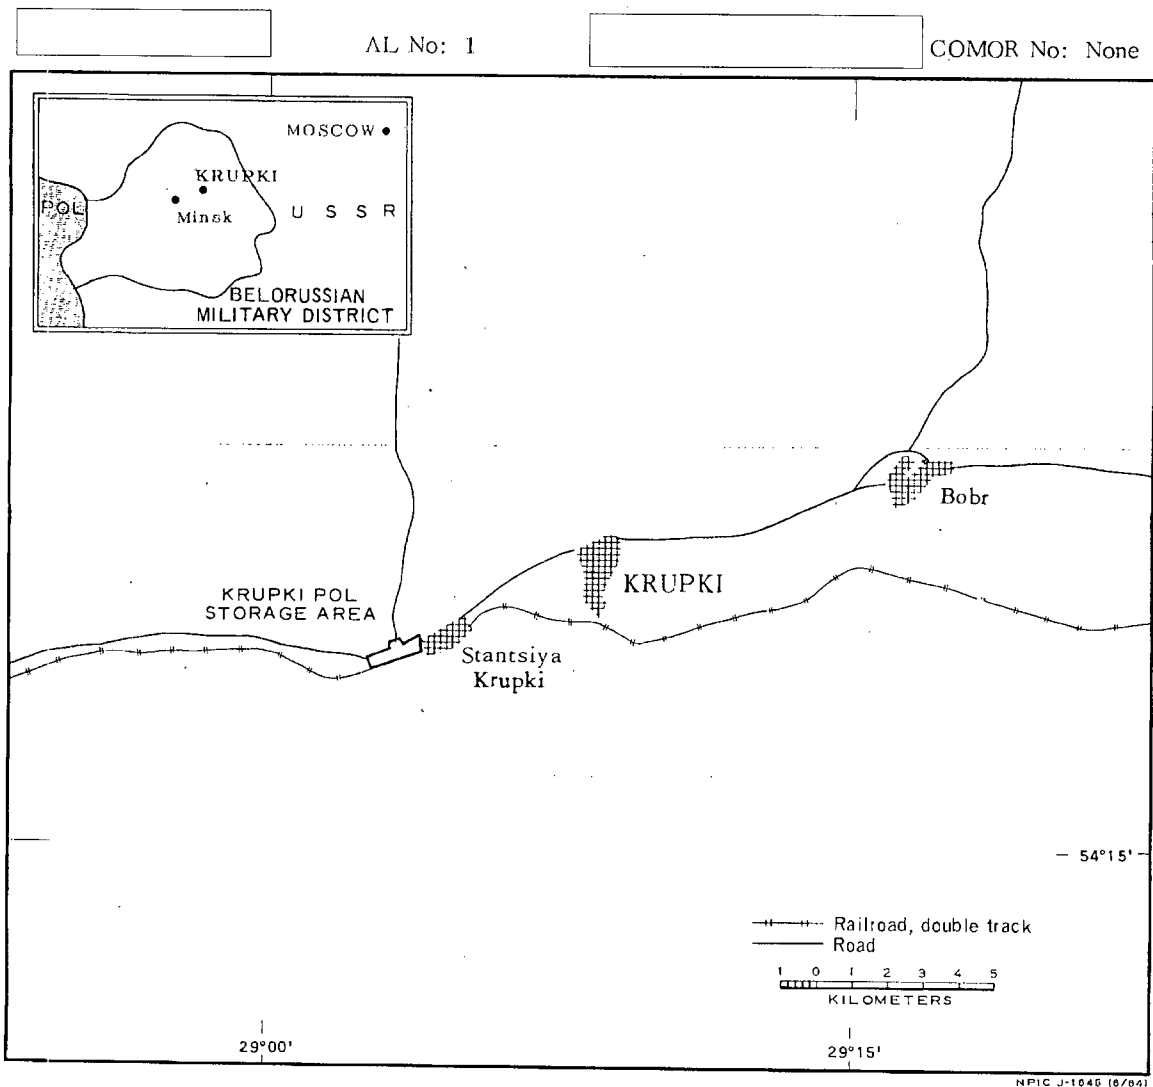 AL No: 1
COMOR No: None
MOSCOW
KRUPKI
POL
Minsk
U S S R
BELORUSSIAN
MILITARY DISTRICT
Bobr
KRUPKI
KRUPKI POL
STORAGE AREA
Stantsiya
Krupki
54°15'
Railroad, double track
Road
1 0 1 2 3 4 5
KILOMETERS
29°00'
29°15'
NPIC J-1646 (6/64)